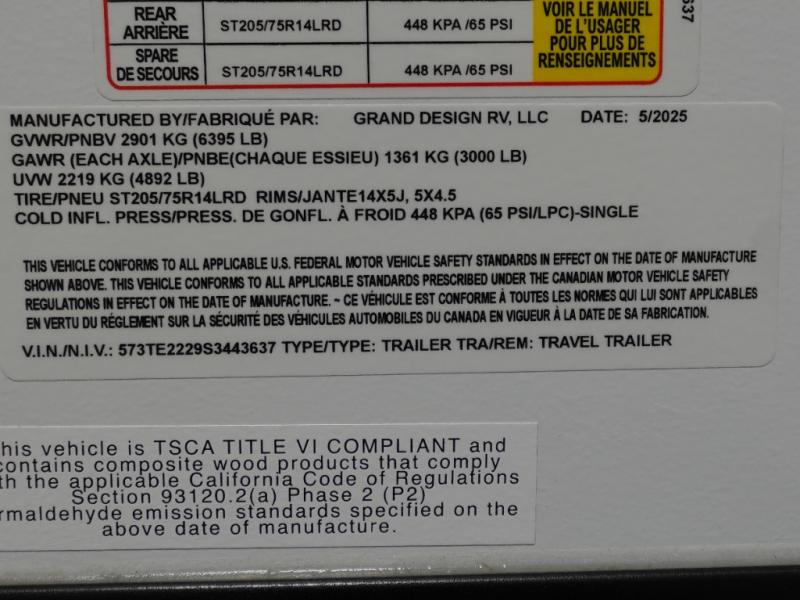 REAR
ARRIÈRE
ST205/75R14LRD
448 KPA /65 PSI
SPARE
DE SECOURS
ST205/75R14LRD
448 KPA /65 PSI
VOIR LE MANUEL
DE L'USAGER
POUR PLUS DE
RENSEIGNEMENTS
637
MANUFACTURED BY/FABRIQUÉ PAR: GRAND DESIGN RV, LLC DATE: 5/2025
GVWR/PNBV 2901 KG (6395 LB)
GAWR (EACH AXLE)/PNBE(CHAQUE ESSIEU) 1361 KG (3000 LB)
UVW 2219 KG (4892 LB)
TIRE/PNEU ST205/75R14LRD RIMS/JANTE14X5J, 5X4.5
COLD INFL. PRESS/PRESS. DE GONFL. À FROID 448 KPA (65 PSI/LPC)-SINGLE
THIS VEHICLE CONFORMS TO ALL APPLICABLE U.S. FEDERAL MOTOR VEHICLE SAFETY STANDARDS IN EFFECT ON THE DATE OF MANUFACTURE
SHOWN ABOVE. THIS VEHICLE CONFORMS TO ALL APPLICABLE STANDARDS PRESCRIBED UNDER THE CANADIAN MOTOR VEHICLE SAFETY
REGULATIONS IN EFFECT ON THE DATE OF MANUFACTURE. ~ CE VÉHICULE EST CONFORME À TOUTES LES NORMES QUI LUI SONT APPLICABLES
EN VERTU DU RÉGLEMENT SUR LA SÉCURITÉ DES VÉHICULES AUTOMOBILES DU CANADA EN VIGUEUR À LA DATE DE SA FABRICATION.
V.I.N./N.I.V.: 573TE2229S3443637 TYPE/TYPE: TRAILER TRA/REM: TRAVEL TRAILER
his vehicle is TSCA TITLE VI COMPLIANT and
contains composite wood products that comply
th the applicable California Code of Regulations
Section 93120.2(a) Phase 2 (P2)
rmaldehyde emission standards specified on the
above date of manufacture.